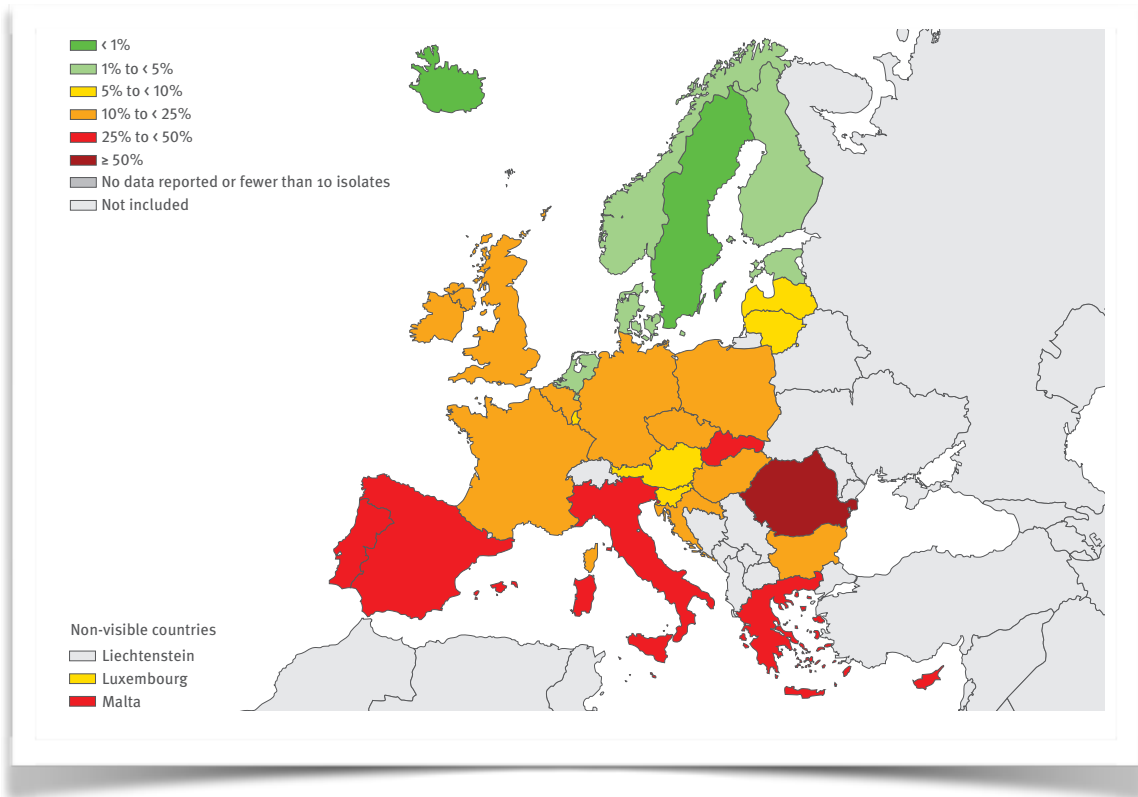 < 1%
1% to < 5%
5% to < 10%
10% to < 25%
25% to < 50%
≥ 50%
No data reported or fewer than 10 isolates
Not included
Non-visible countries
Liechtenstein
Luxembourg
Malta